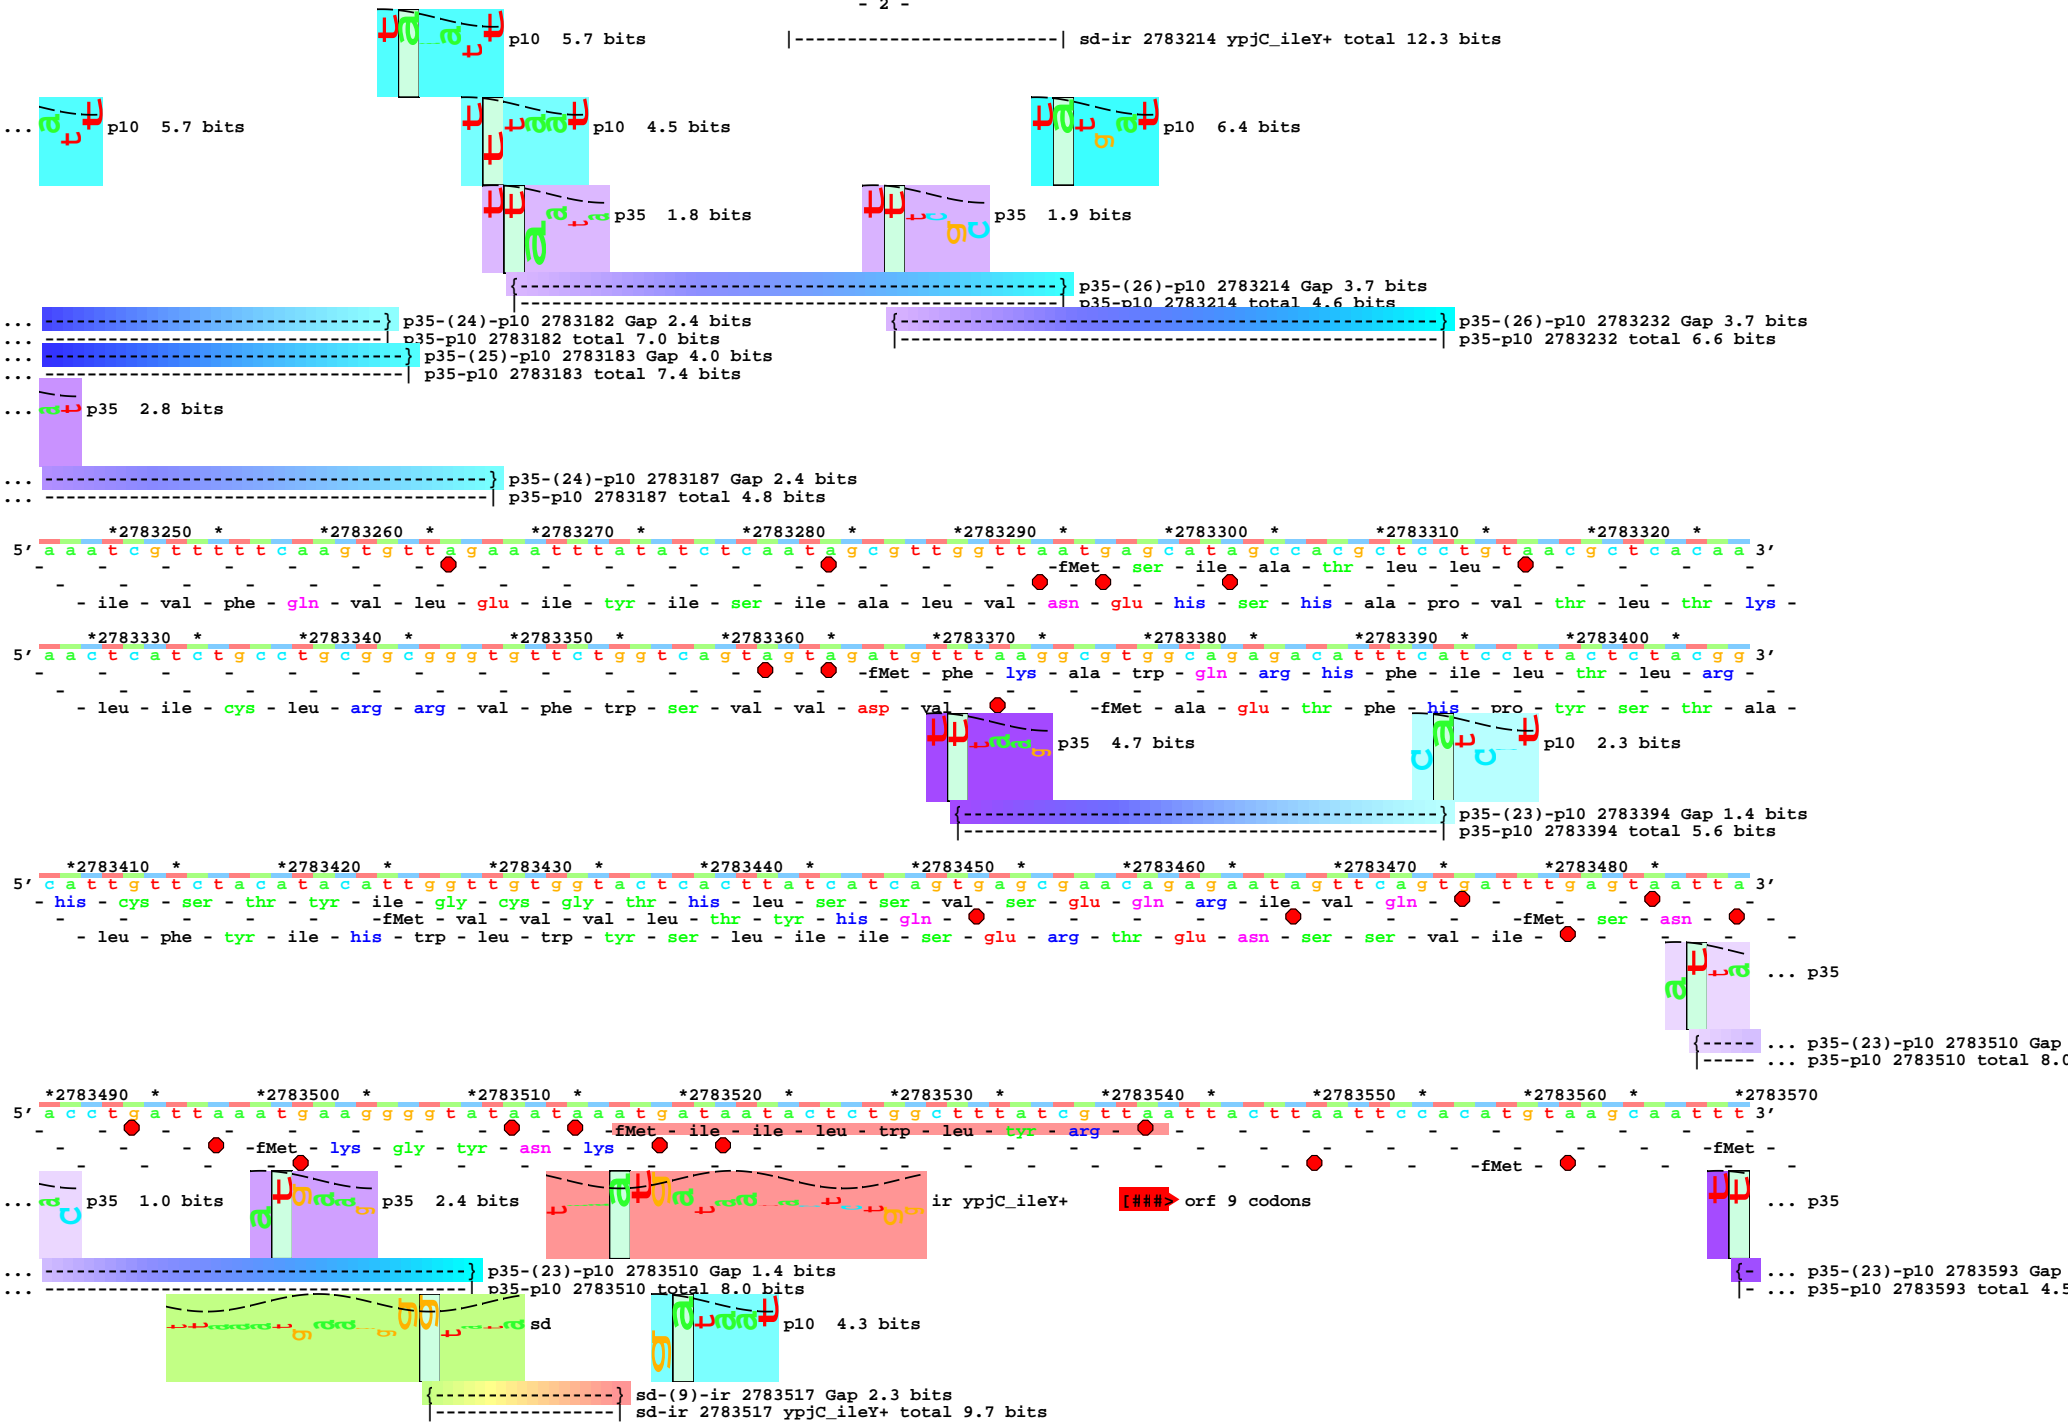 - 2 -
p10 5.7 bits
|-------------------------| sd-ir 2783214 ypjC_ileY+ total 12.3 bits
... p10 5.7 bits
p10 4.5 bits
p10 6.4 bits
p35 1.8 bits
p35 1.9 bits
p35-(26)-p10 2783214 Gap 3.7 bits
p35-p10 2783214 total 4.6 bits
... p35-(24)-p10 2783182 Gap 2.4 bits
p35-(26)-p10 2783232 Gap 3.7 bits
... p35-p10 2783182 total 7.0 bits
p35-p10 2783232 total 6.6 bits
... p35-(25)-p10 2783183 Gap 4.0 bits
... p35-p10 2783183 total 7.4 bits
... p35 2.8 bits
... p35-(24)-p10 2783187 Gap 2.4 bits
... p35-p10 2783187 total 4.8 bits
*2783250 * *2783260 * *2783270 * *2783280 * *2783290 * *2783300 * *2783310 * *2783320 *
5' a a a t c g t t t t t c a a g t g t t a g a a a t t t a t a t c t c a a t a g c g t t g g t t a a t g a g c a t a g c c a c g c t c c t g t a a c g c t c a c a a 3'
-fMet - ser - ile - ala - thr - leu - leu -
- ile - val - phe - gln - val - leu - glu - ile - tyr - ile - ser - ile - ala - leu - val - asn - glu - his - ser - his - ala - pro - val - thr - leu - thr - lys -
*2783330 * *2783340 * *2783350 * *2783360 * *2783370 * *2783380 * *2783390 * *2783400 *
5' a a c t c a t c t g c c t g c g g c g g g t g t t c t g g t c a g t a g t a g a t g t t t a a g g c g t g g c a g a g a c a t t t c a t c c t t a c t c t a c g g 3'
-fMet - phe - lys - ala - trp - gln - arg - his - phe - ile - leu - thr - leu - arg -
- leu - ile - cys - leu - arg - arg - val - phe - trp - ser - val - val - asp - val - -fMet - ala - glu - thr - phe - his - pro - tyr - ser - thr - ala -
p35 4.7 bits
p10 2.3 bits
p35-(23)-p10 2783394 Gap 1.4 bits
p35-p10 2783394 total 5.6 bits
*2783410 * *2783420 * *2783430 * *2783440 * *2783450 * *2783460 * *2783470 * *2783480 *
5' c a t t g t t c t a c a t a c a t t g g t t g t g g t a c t c a c t t a t c a t c a g t g a g c g a a c a g a g a a t a g t t c a g t g a t t t g a g t a a t t a 3'
- his - cys - ser - thr - tyr - ile - gly - cys - gly - thr - his - leu - ser - ser - val - ser - glu - gln - arg - ile - val - gln -
-fMet - val - val - val - leu - thr - tyr - his - gln - -fMet - ser - asn -
- leu - phe - tyr - ile - his - trp - leu - trp - tyr - ser - leu - ile - ile - ser - glu - arg - thr - glu - asn - ser - ser - val - ile -
... p35
... p35-(23)-p10 2783510 Gap
... p35-p10 2783510 total 8.0
*2783490 * *2783500 * *2783510 * *2783520 * *2783530 * *2783540 * *2783550 * *2783560 * *2783570
5' a c c t g a t t a a a t g a a g g g g t a t a a t a a a t g a t a a t a c t c t g g c t t t a t c g t t a a t t a c t t a a t t c c a c a t g t a a g c a a t t t 3'
-fMet - ile - ile - leu - trp - leu - tyr - arg -
-fMet - lys - gly - tyr - asn - lys - -fMet -
-fMet -
... p35 1.0 bits
p35 2.4 bits
ir ypjC_ileY+
[###> orf 9 codons
... p35
... p35-(23)-p10 2783510 Gap 1.4 bits
... p35-(23)-p10 2783593 Gap
... p35-p10 2783510 total 8.0 bits
... p35-p10 2783593 total 4.5
sd
p10 4.3 bits
sd-(9)-ir 2783517 Gap 2.3 bits
sd-ir 2783517 ypjC_ileY+ total 9.7 bits